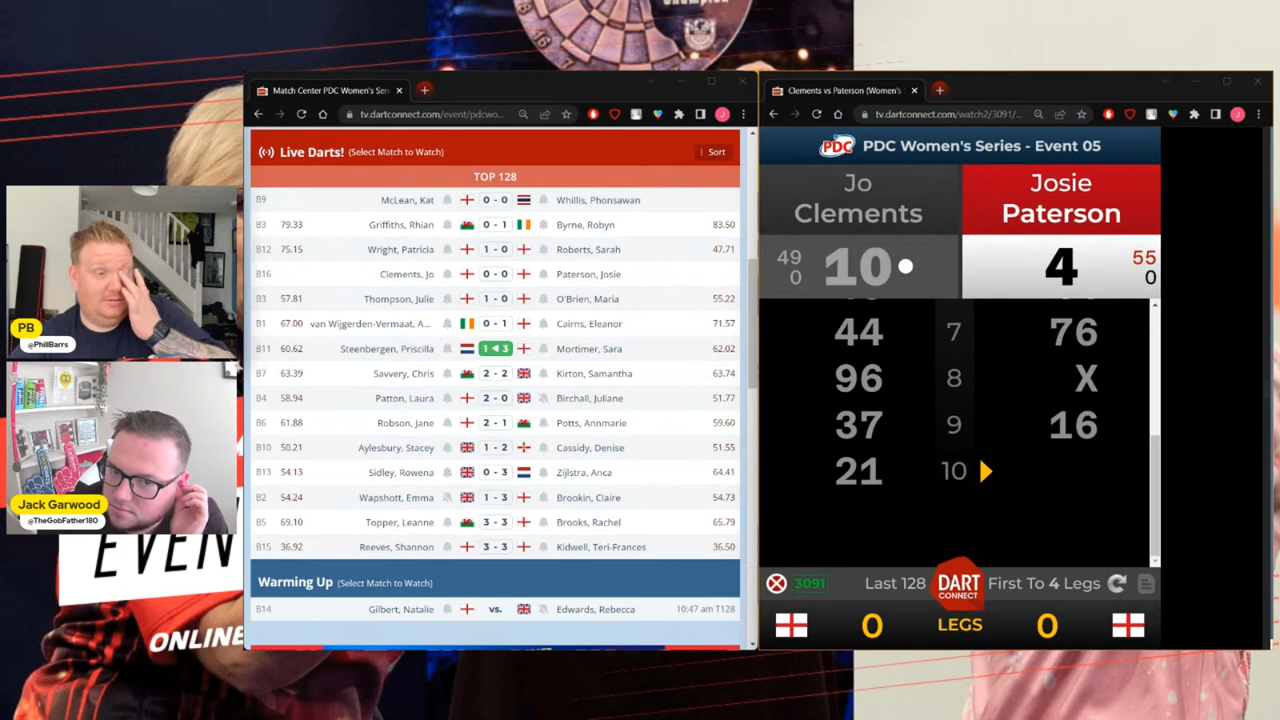 Champion
16
7
Match Center PDC Women's Seri
tv.dartconnect.com/event/pdcwo...
Live Darts! (Select Match to Watch)
Sort
TOP 128
B9 McLean, Kat 0 - 0 Whillis, Phonsawan
B3 79.33 Griffiths, Rhian 0 - 1 Byrne, Robyn 83.50
B12 75.15 Wright, Patricia 1 - 0 Roberts, Sarah 47.71
B16 Clements, Jo 0 - 0 Paterson, Josie
B3 57.81 Thompson, Julie 1 - 0 O'Brien, Maria 55.22
B1 67.00 van Wijgerden-Vermaat, A... 0 - 1 Cairns, Eleanor 71.57
B11 60.62 Steenbergen, Priscilla 1 ◄ 3 Mortimer, Sara 62.02
B7 63.39 Savvery, Chris 2 - 2 Kirton, Samantha 63.74
B4 58.94 Patton, Laura 2 - 0 Birchall, Juliane 51.77
B6 61.88 Robson, Jane 2 - 1 Potts, Annmarie 59.60
B10 50.21 Aylesbury, Stacey 1 - 2 Cassidy, Denise 51.55
B13 54.13 Sidley, Rowena 0 - 3 Zijlstra, Anca 64.41
B2 54.24 Wapshott, Emma 1 - 3 Brookin, Claire 54.73
B5 69.10 Topper, Leanne 3 - 3 Brooks, Rachel 65.79
B15 36.92 Reeves, Shannon 3 - 3 Kidwell, Teri-Frances 36.50
Warming Up (Select Match to Watch)
B14 Gilbert, Natalie vs. Edwards, Rebecca 10:47 am T128
Clements vs Paterson (Women's S
tv.dartconnect.com/watch2/3091/...
J
J
PDC PDC Women's Series - Event 05
Jo
Clements
Josie
Paterson
49
0
10
4
55
0
44 7 76
96 8 X
37 9 16
21 10
3091 Last 128
DART
CONNECT
First To 4 Legs
0 LEGS 0
PB
@PhillBarrs
Jack Garwood
@TheGobFather180
EVEN
ONLINE